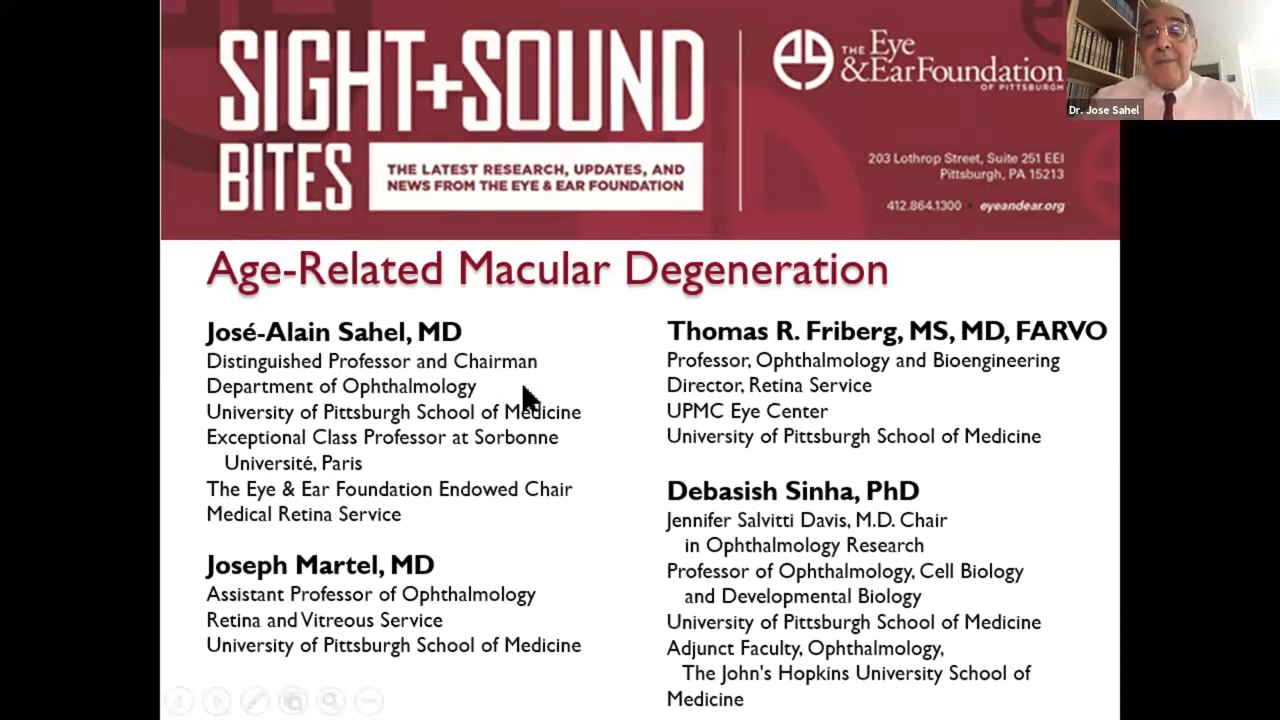 SIGHT+SOUND
BITES
THE LATEST RESEARCH, UPDATES, AND
NEWS FROM THE EYE & EAR FOUNDATION
THE Eye
& Ear Foundation
OF PITTSBURGH
203 Lothrop Street, Suite 251 EEI
Pittsburgh, PA 15213
412.864.1300 • eyeandear.org
Dr. Jose Sahel
Age-Related Macular Degeneration
José-Alain Sahel, MD
Distinguished Professor and Chairman
Department of Ophthalmology
University of Pittsburgh School of Medicine
Exceptional Class Professor at Sorbonne
Université, Paris
The Eye & Ear Foundation Endowed Chair
Medical Retina Service
Joseph Martel, MD
Assistant Professor of Ophthalmology
Retina and Vitreous Service
University of Pittsburgh School of Medicine
Thomas R. Friberg, MS, MD, FARVO
Professor, Ophthalmology and Bioengineering
Director, Retina Service
UPMC Eye Center
University of Pittsburgh School of Medicine
Debasish Sinha, PhD
Jennifer Salvitti Davis, M.D. Chair
in Ophthalmology Research
Professor of Ophthalmology, Cell Biology
and Developmental Biology
University of Pittsburgh School of Medicine
Adjunct Faculty, Ophthalmology,
The John's Hopkins University School of
Medicine